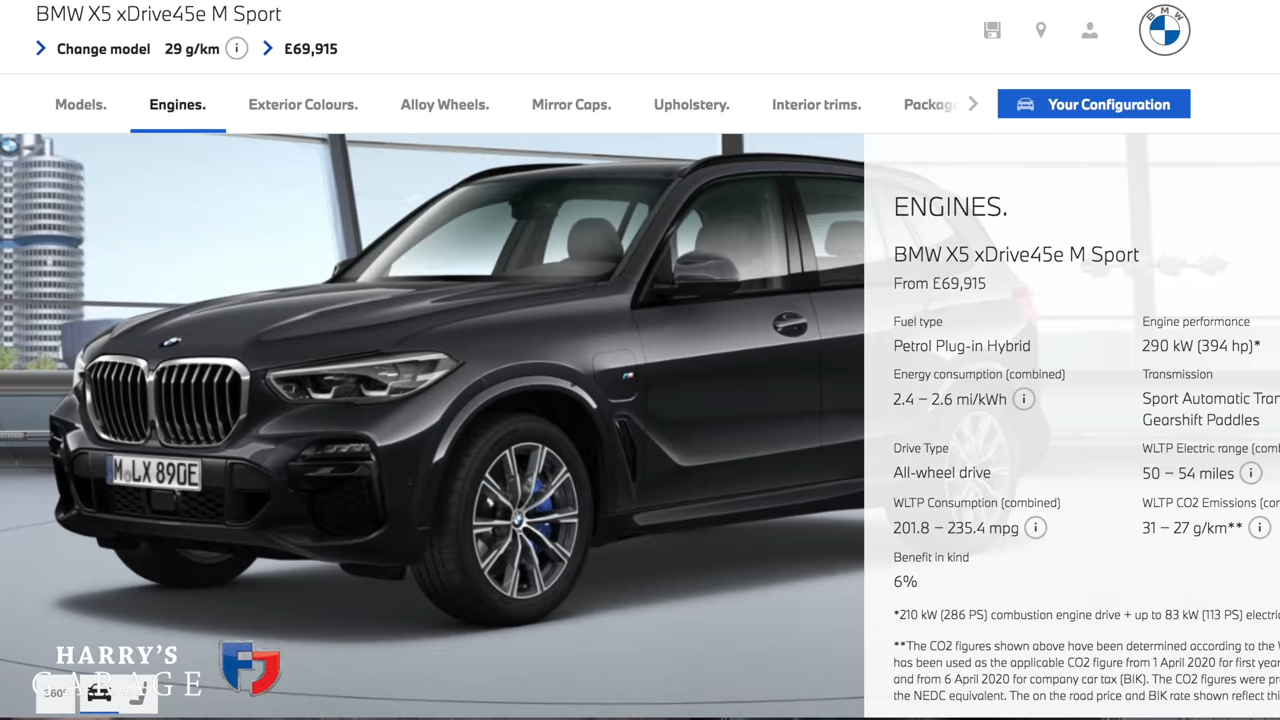 BMW X5 xDrive45e M Sport
Change model 29 g/km i £69,915
BMW
Models. Engines. Exterior Colours. Alloy Wheels. Mirror Caps. Upholstery. Interior trims. Your Configuration
M LX 890E
ENGINES.
BMW X5 xDrive45e M Sport
From £69,915
Fuel type Engine performance
Petrol Plug-in Hybrid 290 kW (394 hp)*
Energy consumption (combined) Transmission
2.4 – 2.6 mi/kWh i Sport Automatic
Gearshift Paddles
Drive Type WLTP Electric range
All-wheel drive 50 – 54 miles i
WLTP Consumption (combined) WLTP CO2 Emissions
201.8 – 235.4 mpg i 31 – 27 g/km** i
Benefit in kind
6%
*210 kW (286 PS) combustion engine drive + up to 83 kW (113 PS)
**The CO2 figures shown above have been determined according to the
has been used as the applicable CO2 figure from 1 April 2020 for first
and from 6 April 2020 for company car tax (BIK). The CO2 figures were
the NEDC equivalent. The on the road price and BIK rate shown reflect
HARRY'S
GARAGE
360°